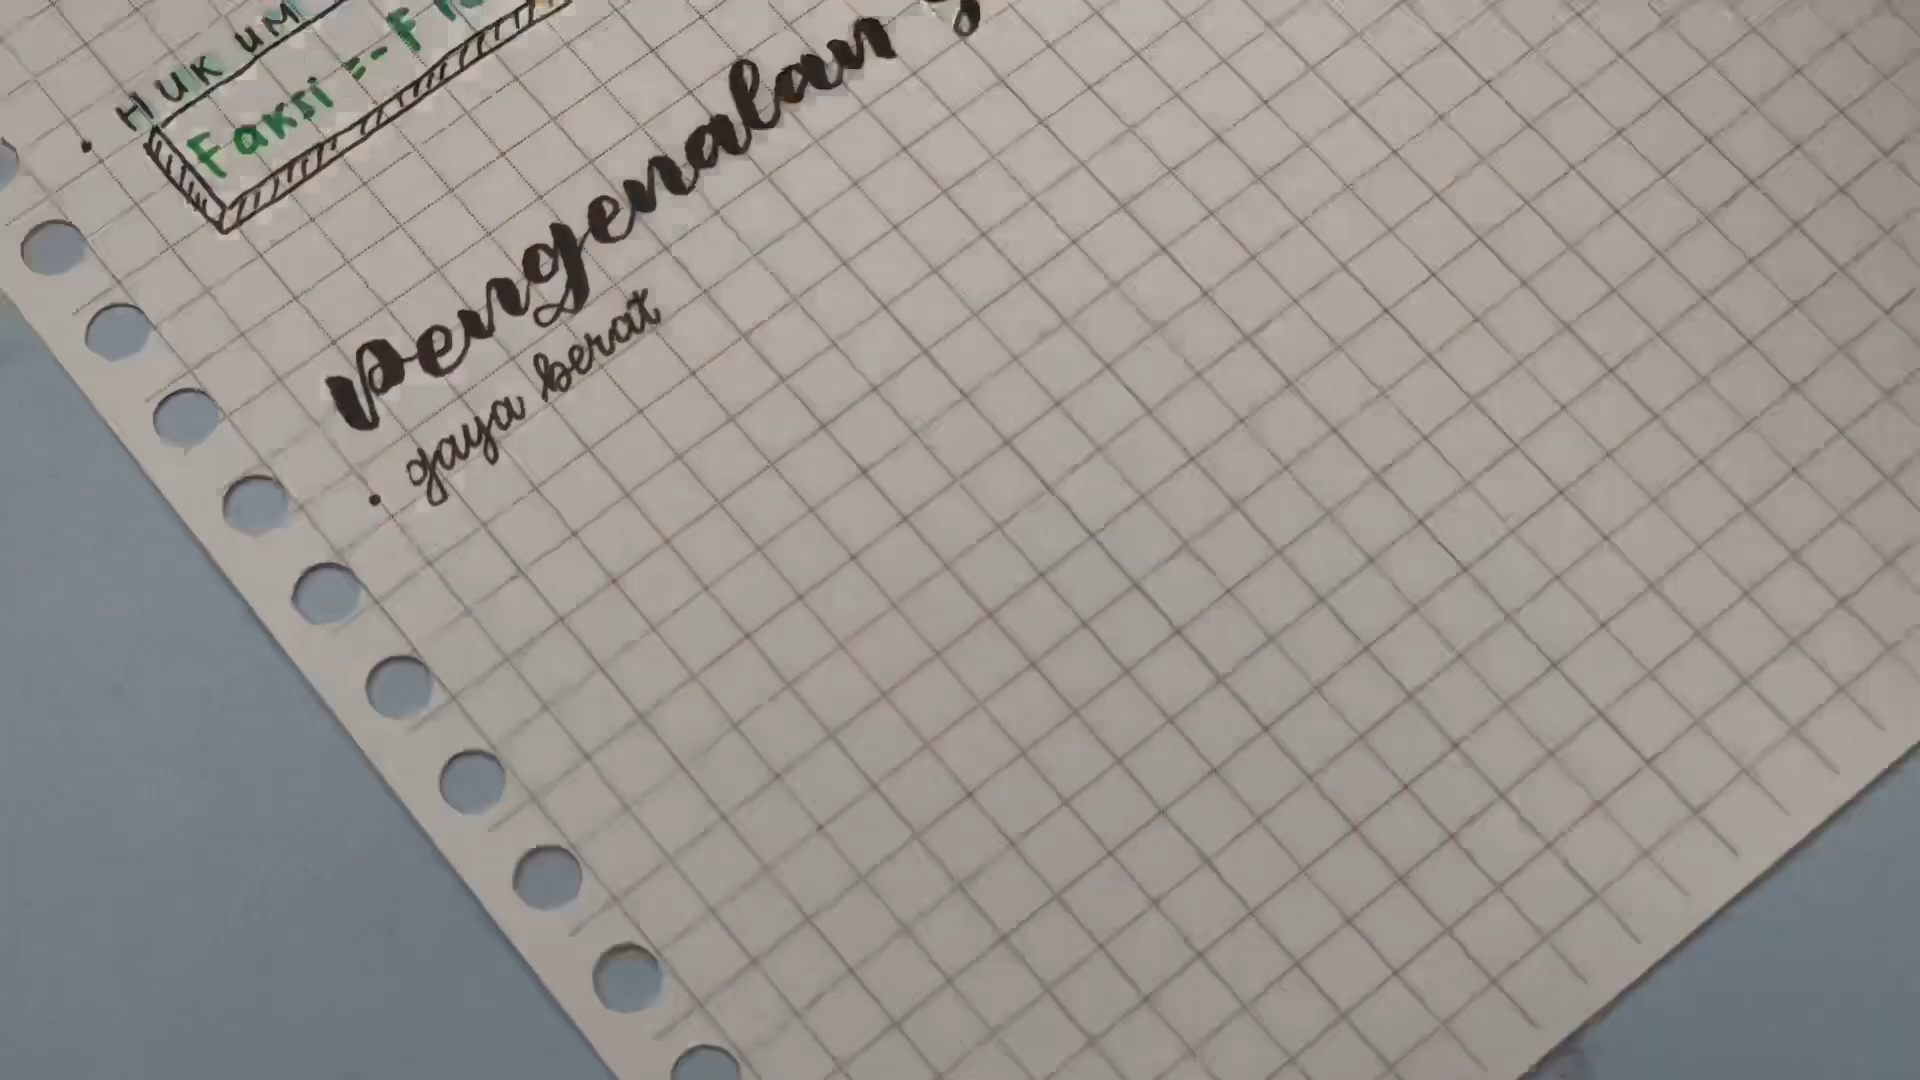 HUKUM
Faksi = - F
pengenalan
gaya berat